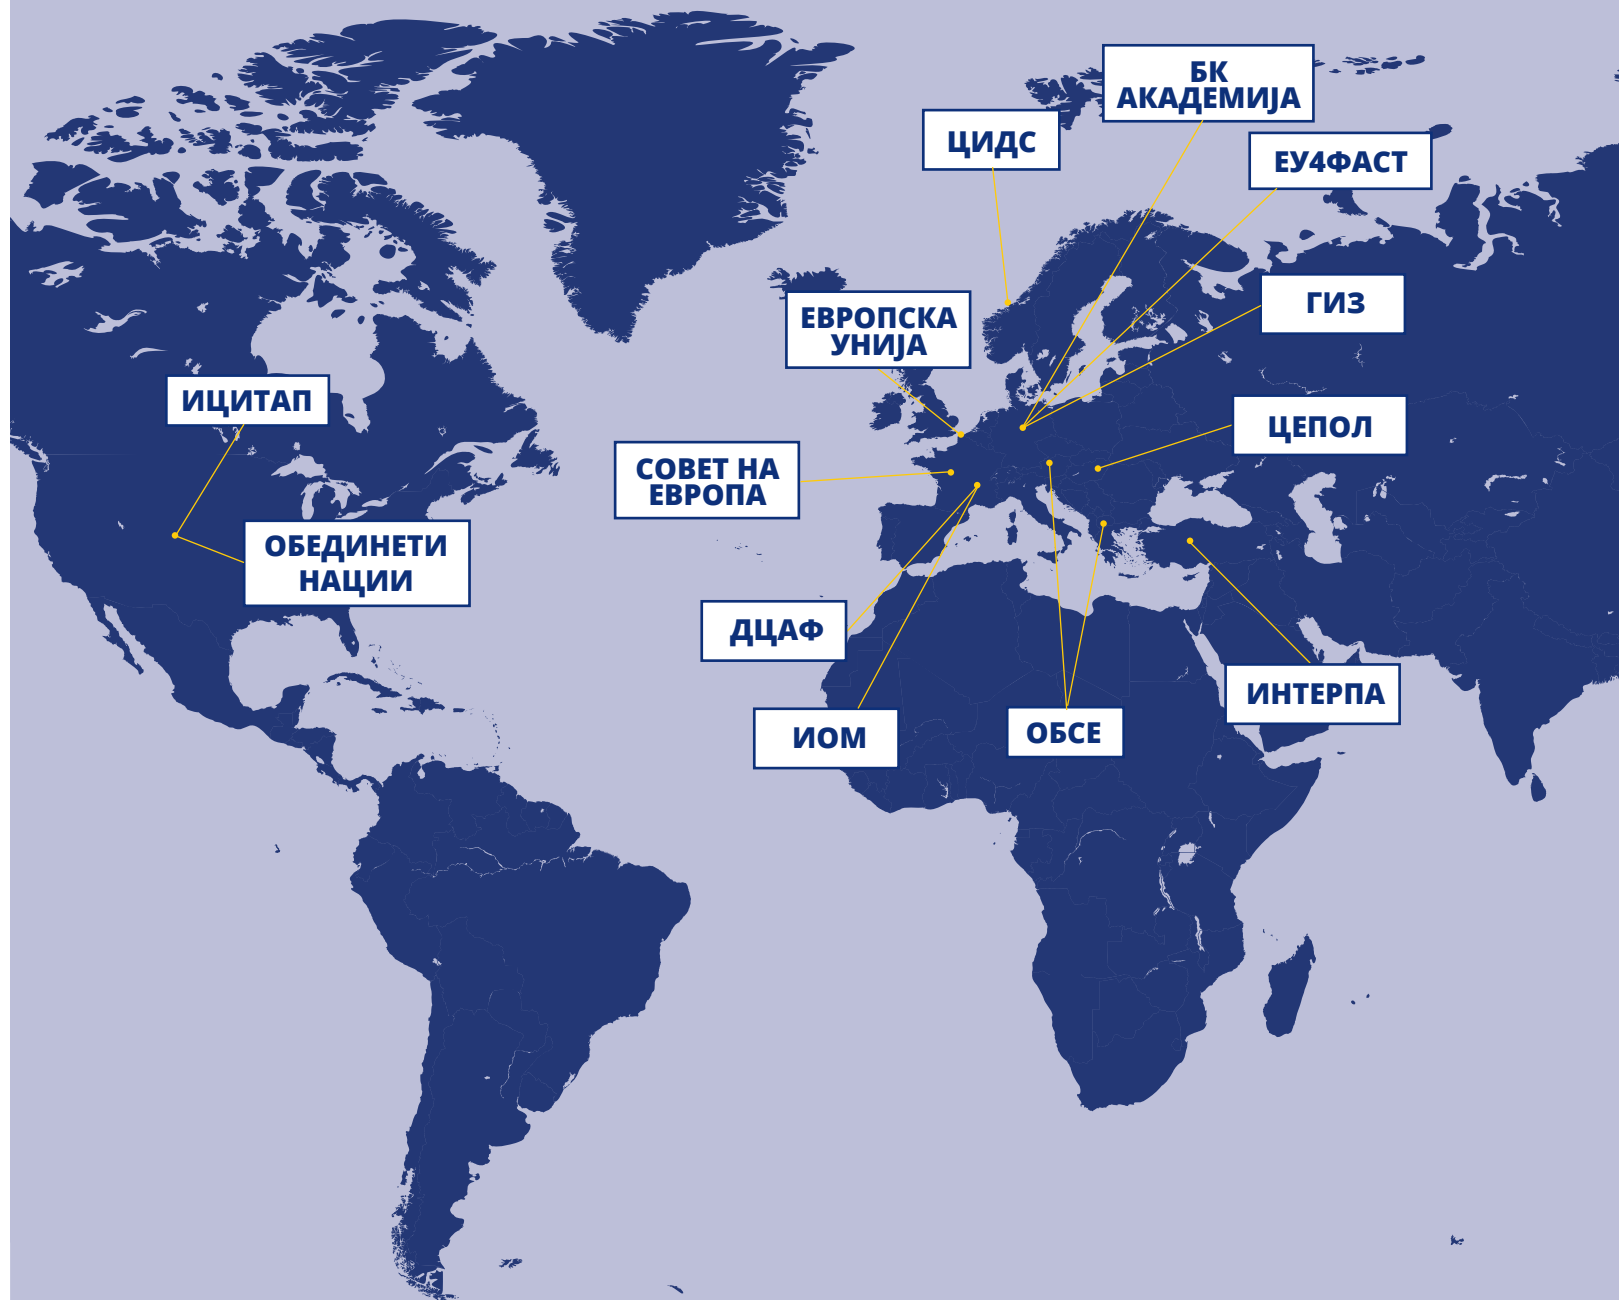 БК
АКАДЕМИЈА
ЦИДС
ЕУ4ФАСТ
ГИЗ
ЕВРОПСКА
УНИЈА
ИЦИТАП
ЦЕПОЛ
СОВЕТ НА
ЕВРОПА
ОБЕДИНЕТИ
НАЦИИ
ДЦАФ
ИНТЕРПА
ИОМ
ОБСЕ